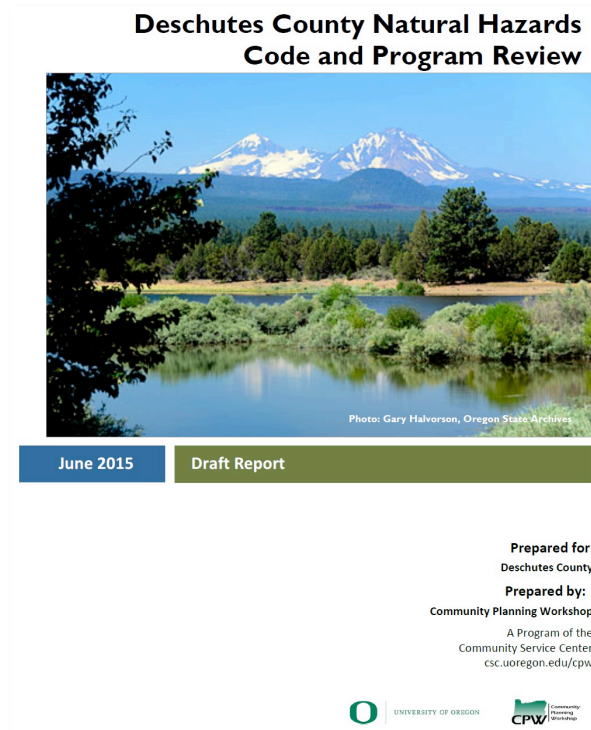 Deschutes County Natural Hazards
Code and Program Review
Photo: Gary Halvorson, Oregon State Archives
June 2015
Draft Report
Prepared for
Deschutes County
Prepared by:
Community Planning Workshop
A Program of the
Community Service Center
csc.uoregon.edu/cpw
O
UNIVERSITY OF OREGON
CPW
Community
Planning
Workshop